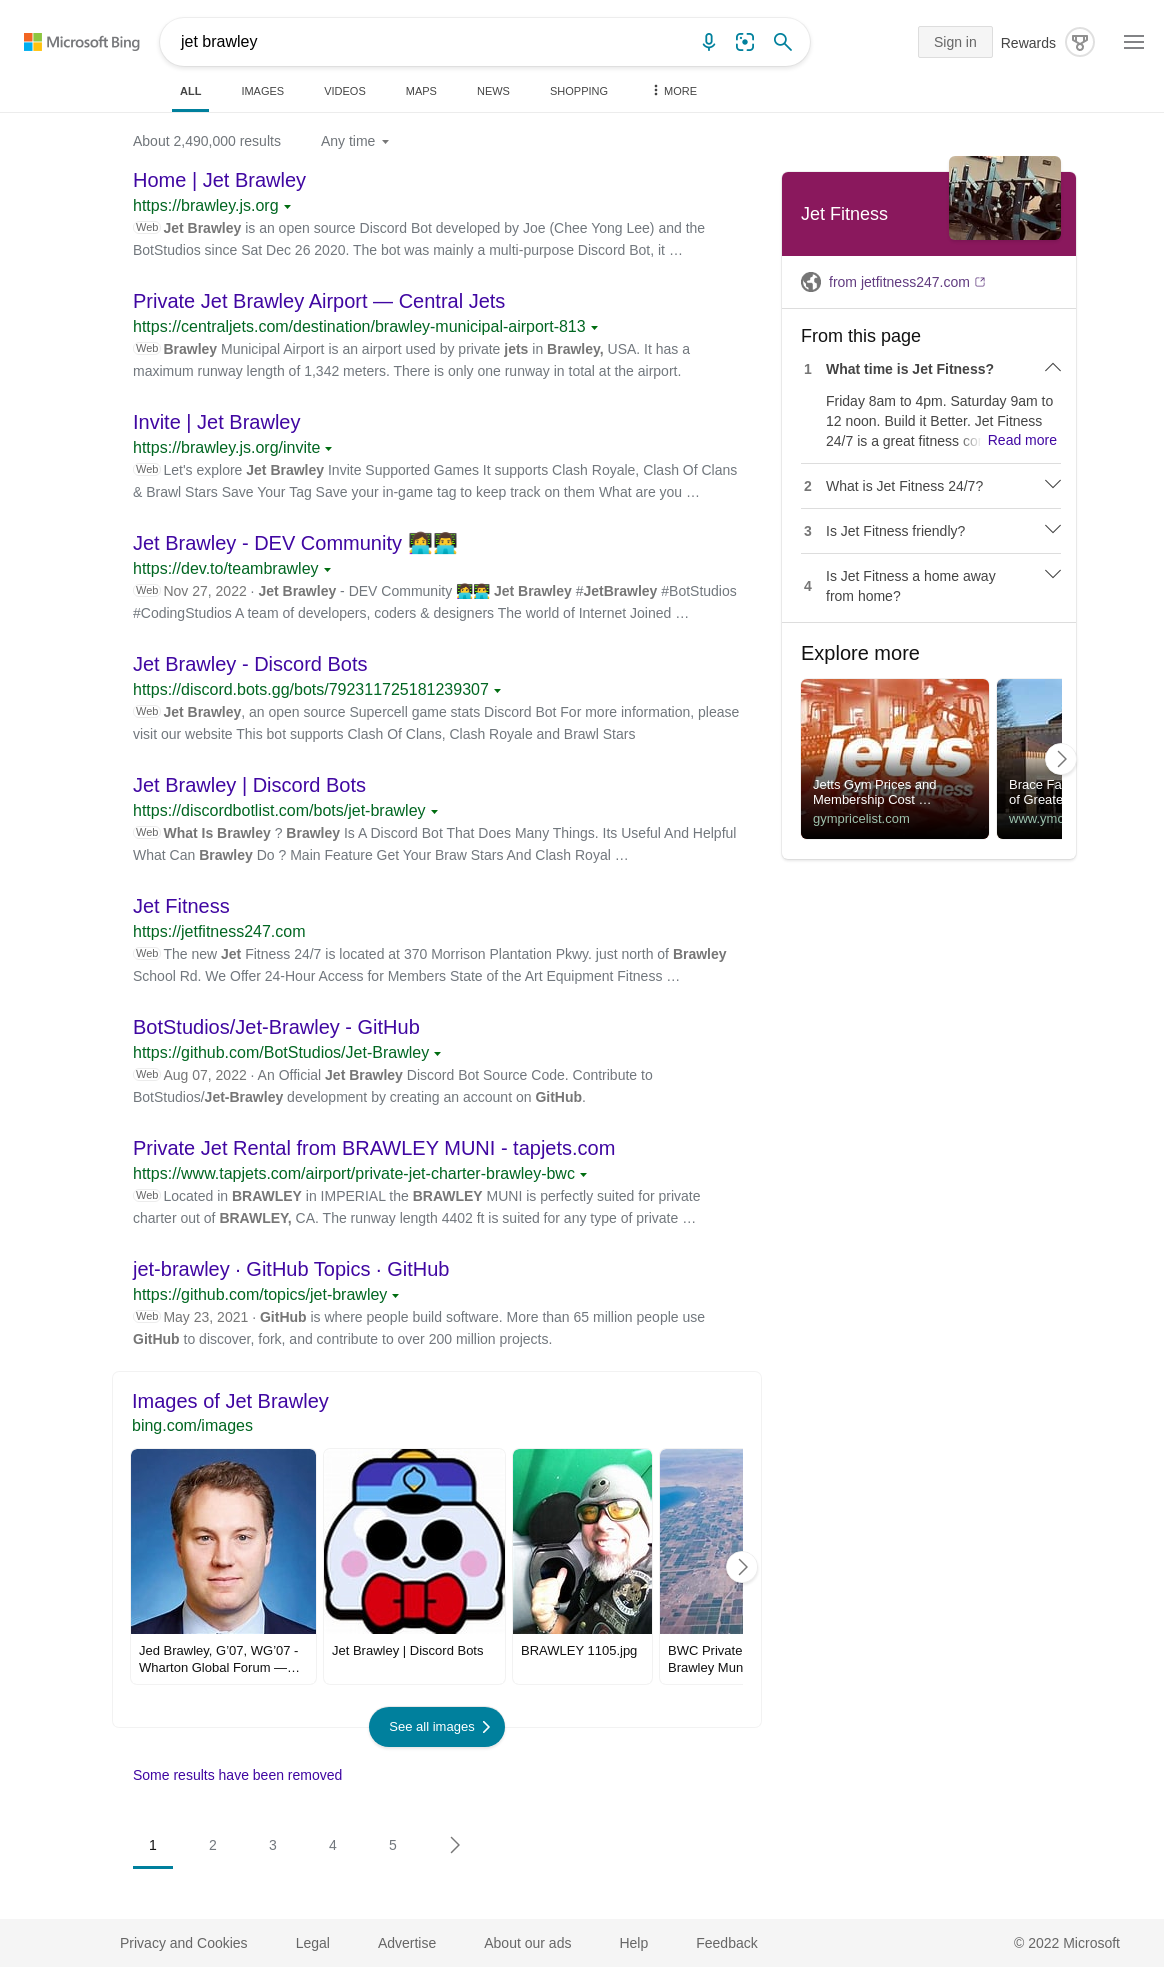 Microsoft Bing
jet brawley
Sign in
Rewards
ALL
IMAGES
VIDEOS
MAPS
NEWS
SHOPPING
MORE
About 2,490,000 results
Any time
Home | Jet Brawley
https://brawley.js.org
Web Jet Brawley is an open source Discord Bot developed by Joe (Chee Yong Lee) and the
BotStudios since Sat Dec 26 2020. The bot was mainly a multi-purpose Discord Bot, it …
Private Jet Brawley Airport — Central Jets
https://centraljets.com/destination/brawley-municipal-airport-813
Web Brawley Municipal Airport is an airport used by private jets in Brawley, USA. It has a
maximum runway length of 1,342 meters. There is only one runway in total at the airport.
Invite | Jet Brawley
https://brawley.js.org/invite
Web Let's explore Jet Brawley Invite Supported Games It supports Clash Royale, Clash Of Clans
& Brawl Stars Save Your Tag Save your in-game tag to keep track on them What are you …
Jet Brawley - DEV Community 👩‍💻👨‍💻
https://dev.to/teambrawley
Web Nov 27, 2022 · Jet Brawley - DEV Community 👩‍💻👨‍💻 Jet Brawley #JetBrawley #BotStudios
#CodingStudios A team of developers, coders & designers The world of Internet Joined …
Jet Brawley - Discord Bots
https://discord.bots.gg/bots/792311725181239307
Web Jet Brawley, an open source Supercell game stats Discord Bot For more information, please
visit our website This bot supports Clash Of Clans, Clash Royale and Brawl Stars
Jet Brawley | Discord Bots
https://discordbotlist.com/bots/jet-brawley
Web What Is Brawley ? Brawley Is A Discord Bot That Does Many Things. Its Useful And Helpful
What Can Brawley Do ? Main Feature Get Your Braw Stars And Clash Royal …
Jet Fitness
https://jetfitness247.com
Web The new Jet Fitness 24/7 is located at 370 Morrison Plantation Pkwy. just north of Brawley
School Rd. We Offer 24-Hour Access for Members State of the Art Equipment Fitness …
BotStudios/Jet-Brawley - GitHub
https://github.com/BotStudios/Jet-Brawley
Web Aug 07, 2022 · An Official Jet Brawley Discord Bot Source Code. Contribute to
BotStudios/Jet-Brawley development by creating an account on GitHub.
Private Jet Rental from BRAWLEY MUNI - tapjets.com
https://www.tapjets.com/airport/private-jet-charter-brawley-bwc
Web Located in BRAWLEY in IMPERIAL the BRAWLEY MUNI is perfectly suited for private
charter out of BRAWLEY, CA. The runway length 4402 ft is suited for any type of private …
jet-brawley · GitHub Topics · GitHub
https://github.com/topics/jet-brawley
Web May 23, 2021 · GitHub is where people build software. More than 65 million people use
GitHub to discover, fork, and contribute to over 200 million projects.
Images of Jet Brawley
bing.com/images
Jed Brawley, G'07, WG'07 -
Wharton Global Forum —…
Jet Brawley | Discord Bots
BRAWLEY 1105.jpg
BWC Private
Brawley Mun
See all images
Some results have been removed
1
2
3
4
5
Jet Fitness
from jetfitness247.com
From this page
1 What time is Jet Fitness?
Friday 8am to 4pm. Saturday 9am to
12 noon. Build it Better. Jet Fitness
24/7 is a great fitness co Read more
2 What is Jet Fitness 24/7?
3 Is Jet Fitness friendly?
4 Is Jet Fitness a home away
from home?
Explore more
jetts
24 hour fitness
Jetts Gym Prices and
Membership Cost …
gympricelist.com
Brace Fa
of Greate
www.ymc
Privacy and Cookies
Legal
Advertise
About our ads
Help
Feedback
© 2022 Microsoft